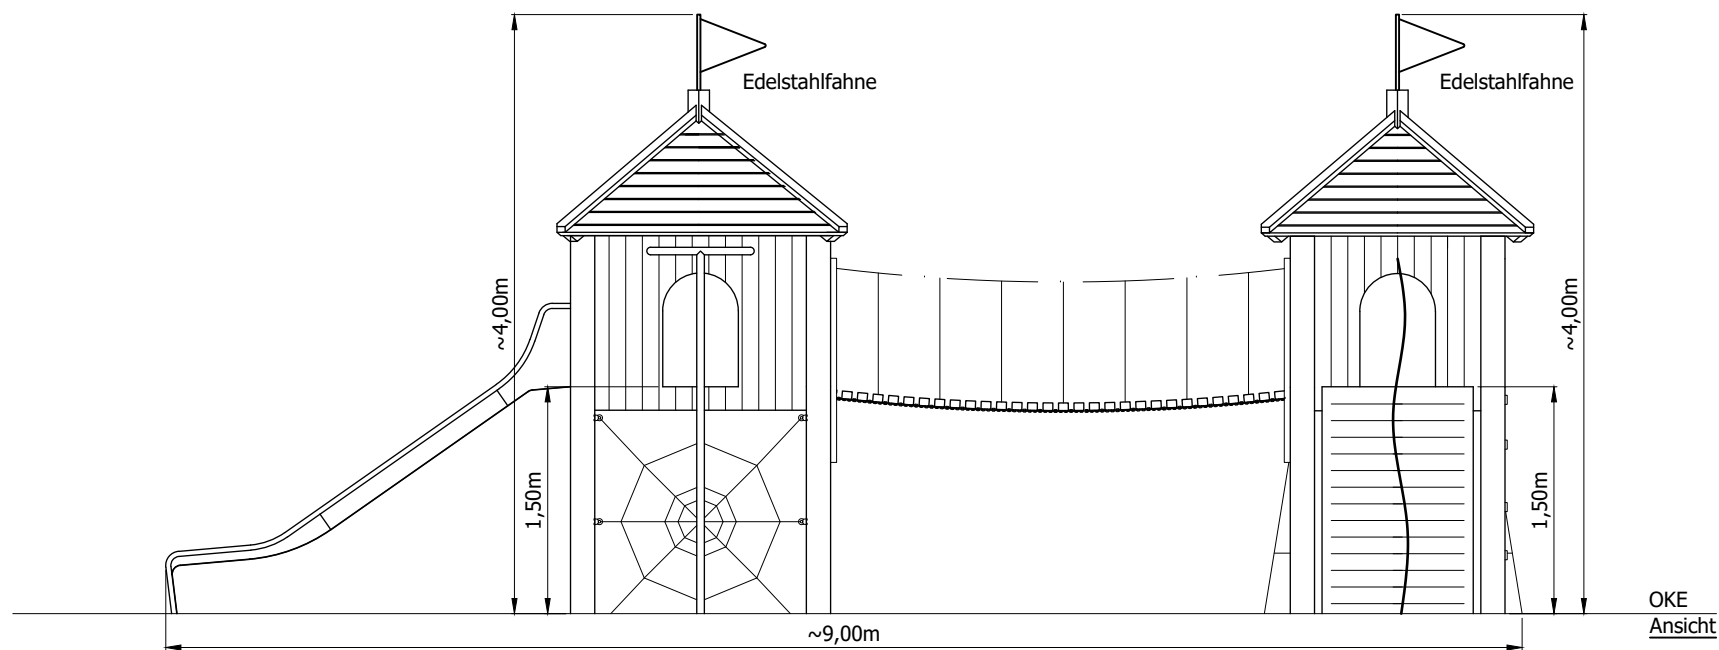 Edelstahlfahne
Edelstahlfahne
~4,00m
~4,00m
1,50m
1,50m
OKE
Ansicht
~9,00m